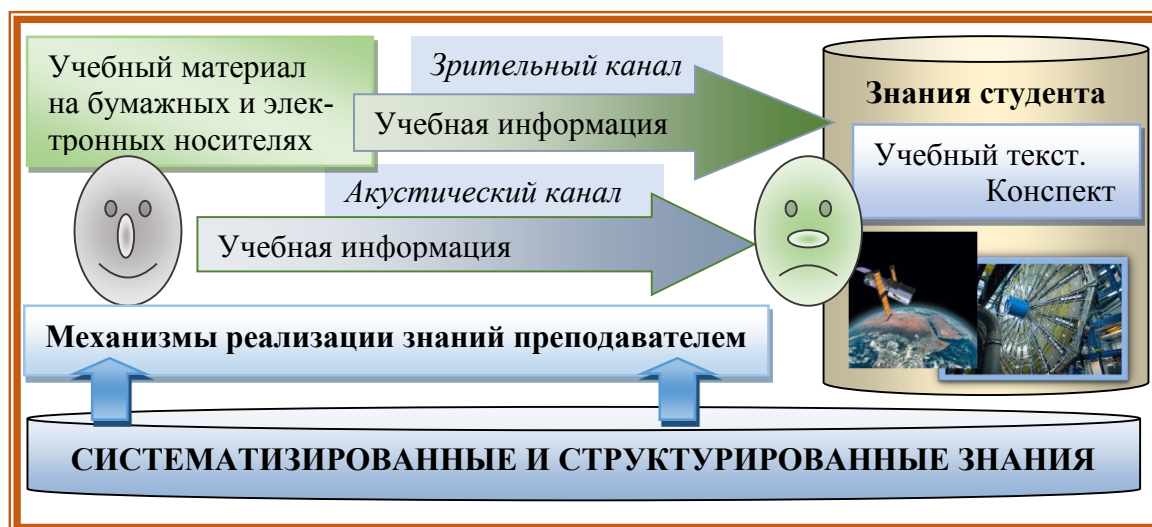 Учебный материал
на бумажных и элек-
тронных носителях
Зрительный канал
Учебная информация
Знания студента
Учебный текст.
Конспект
Акустический канал
Учебная информация
Механизмы реализации знаний преподавателем
СИСТЕМАТИЗИРОВАННЫЕ И СТРУКТУРИРОВАННЫЕ ЗНАНИЯ